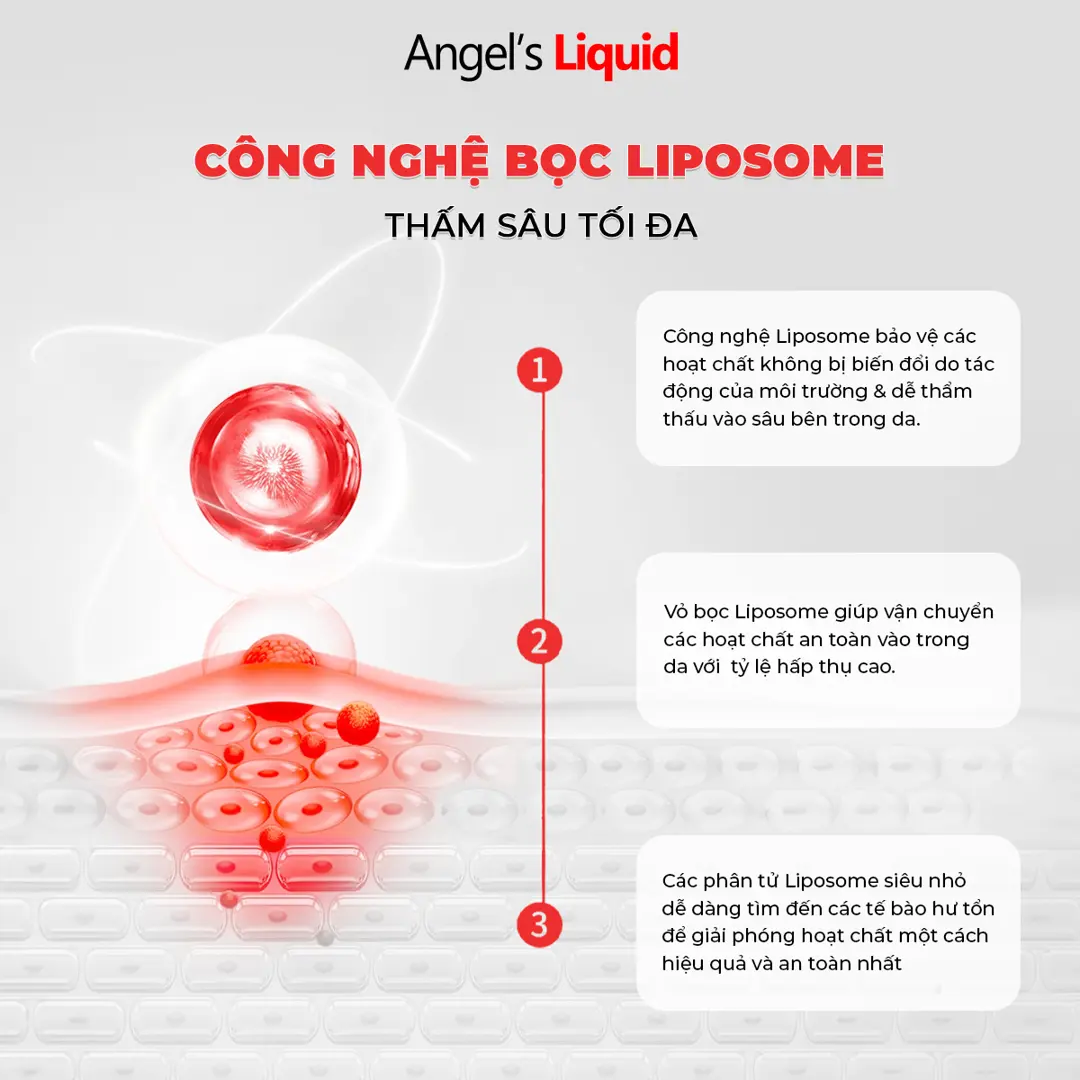 Angel's Liquid
CÔNG NGHỆ BỌC LIPOSOME
THẤM SÂU TỐI ĐA
1
Công nghệ Liposome bảo vệ các
hoạt chất không bị biến đổi do tác
động của môi trường & dễ thẩm
thấu vào sâu bên trong da.
2
Vỏ bọc Liposome giúp vận chuyển
các hoạt chất an toàn vào trong
da với tỷ lệ hấp thụ cao.
3
Các phân tử Liposome siêu nhỏ
dễ dàng tìm đến các tế bào hư tổn
để giải phóng hoạt chất một cách
hiệu quả và an toàn nhất